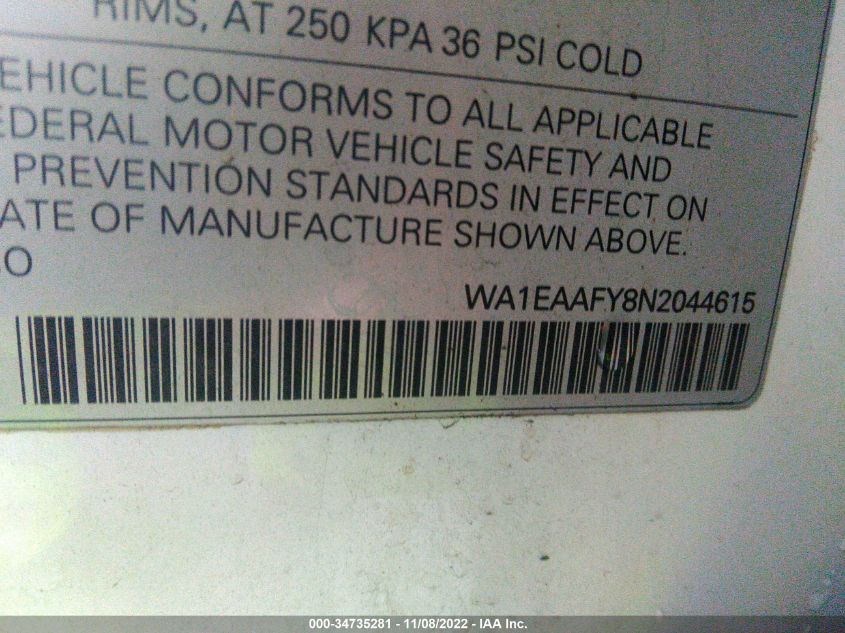 RIMS, AT 250 KPA 36 PSI COLD
EHICLE CONFORMS TO ALL APPLICABLE
EDERAL MOTOR VEHICLE SAFETY AND
PREVENTION STANDARDS IN EFFECT ON
ATE OF MANUFACTURE SHOWN ABOVE.
O
WA1EAAFY8N2044615
000-34735281 - 11/08/2022 - IAA Inc.